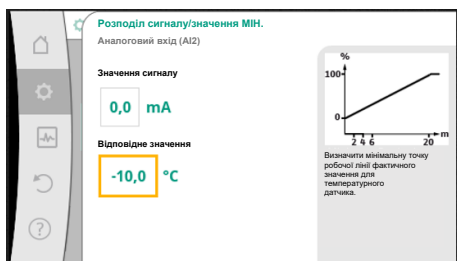 Розподіл сигналу/значення МІН.
Аналоговий вхід (AI2)
Значення сигналу
0,0 mA
Відповідне значення
-10,0 °C
%
100
0
2 4 6 20 m
Визначити мінімальну точку
робочої лінії фактичного
значення для
температурного
датчика.
?